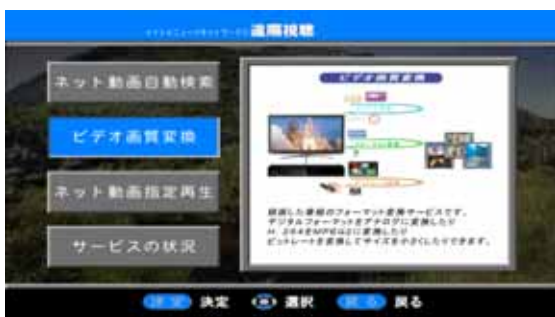 遠隔視聴
ネット動画自動検索
ビデオ画質変換
ネット動画指定再生
サービスの状況
ビデオ画質変換
録画した番組のフォーマット変換サービスです。
デジタルフォーマットをアナログに変換したり
H.264をMPEG2に変換したり
ビットレートを変換してサイズを小さくしたりできます。
決定 決定 選択 戻る 戻る